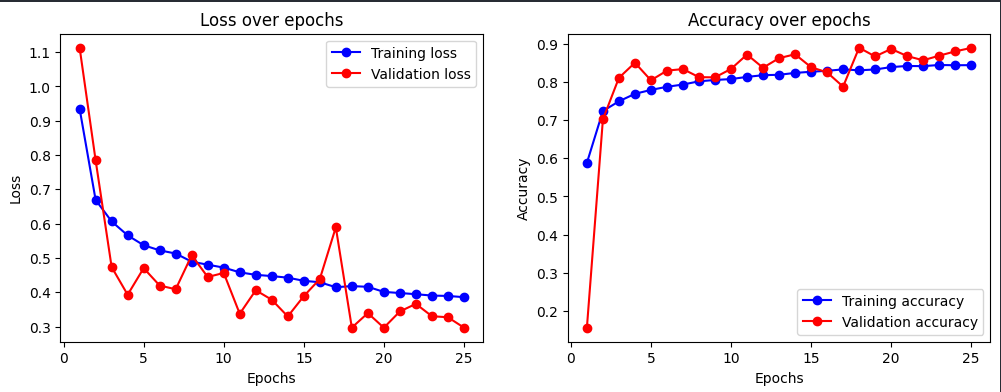 Loss over epochs
Training loss
Validation loss
1.1
1.0
0.9
0.8
0.7
0.6
0.5
0.4
0.3
Loss
0
5
10
15
20
25
Epochs
Accuracy over epochs
0.9
0.8
0.7
0.6
0.5
0.4
0.3
0.2
Accuracy
Training accuracy
Validation accuracy
0
5
10
15
20
25
Epochs